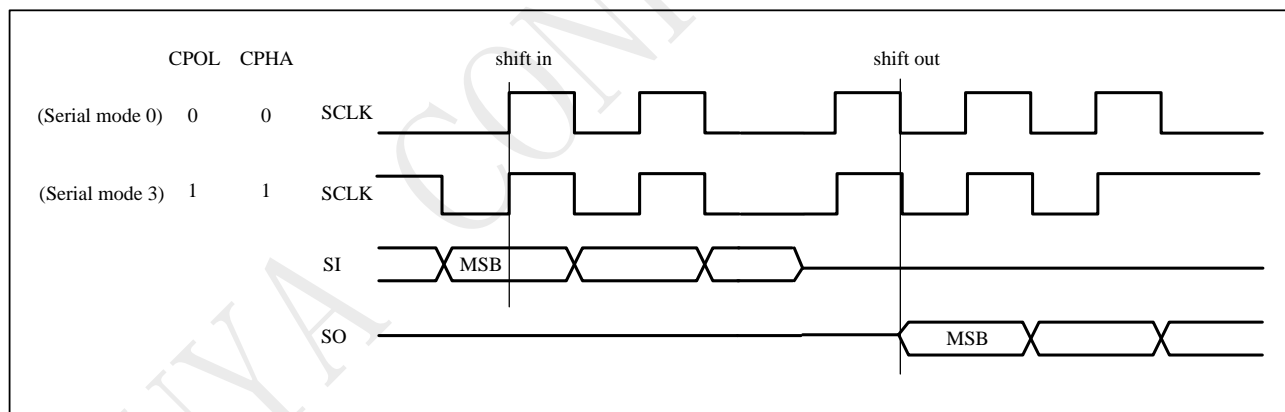 CPOL CPHA shift in shift out
(Serial mode 0) 0 0 SCLK
(Serial mode 3) 1 1 SCLK
SI MSB
SO MSB